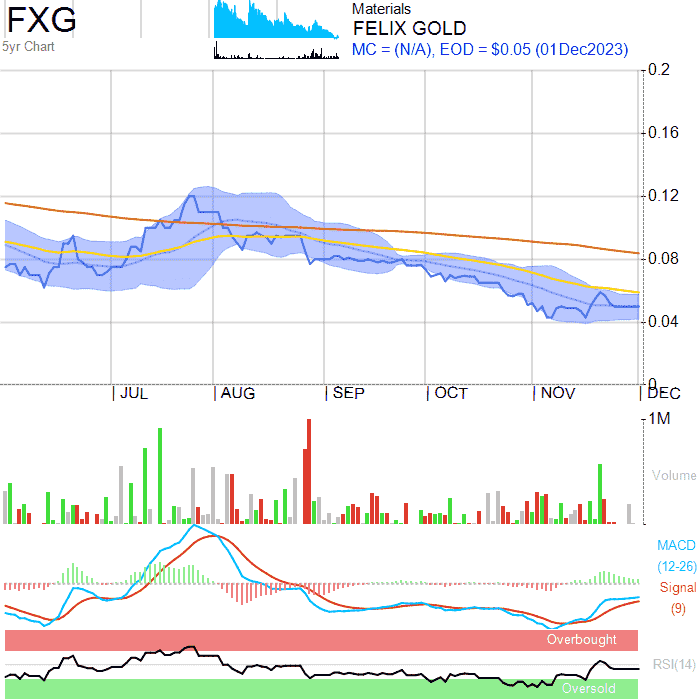 FXG
5yr Chart
Materials
FELIX GOLD
MC = (N/A), EOD = $0.05 (01Dec2023)
0.2
0.16
0.12
0.08
0.04
0
JUL AUG SEP OCT NOV DEC
1M
Volume
MACD
(12-26)
Signal
(9)
Overbought
RSI(14)
Oversold